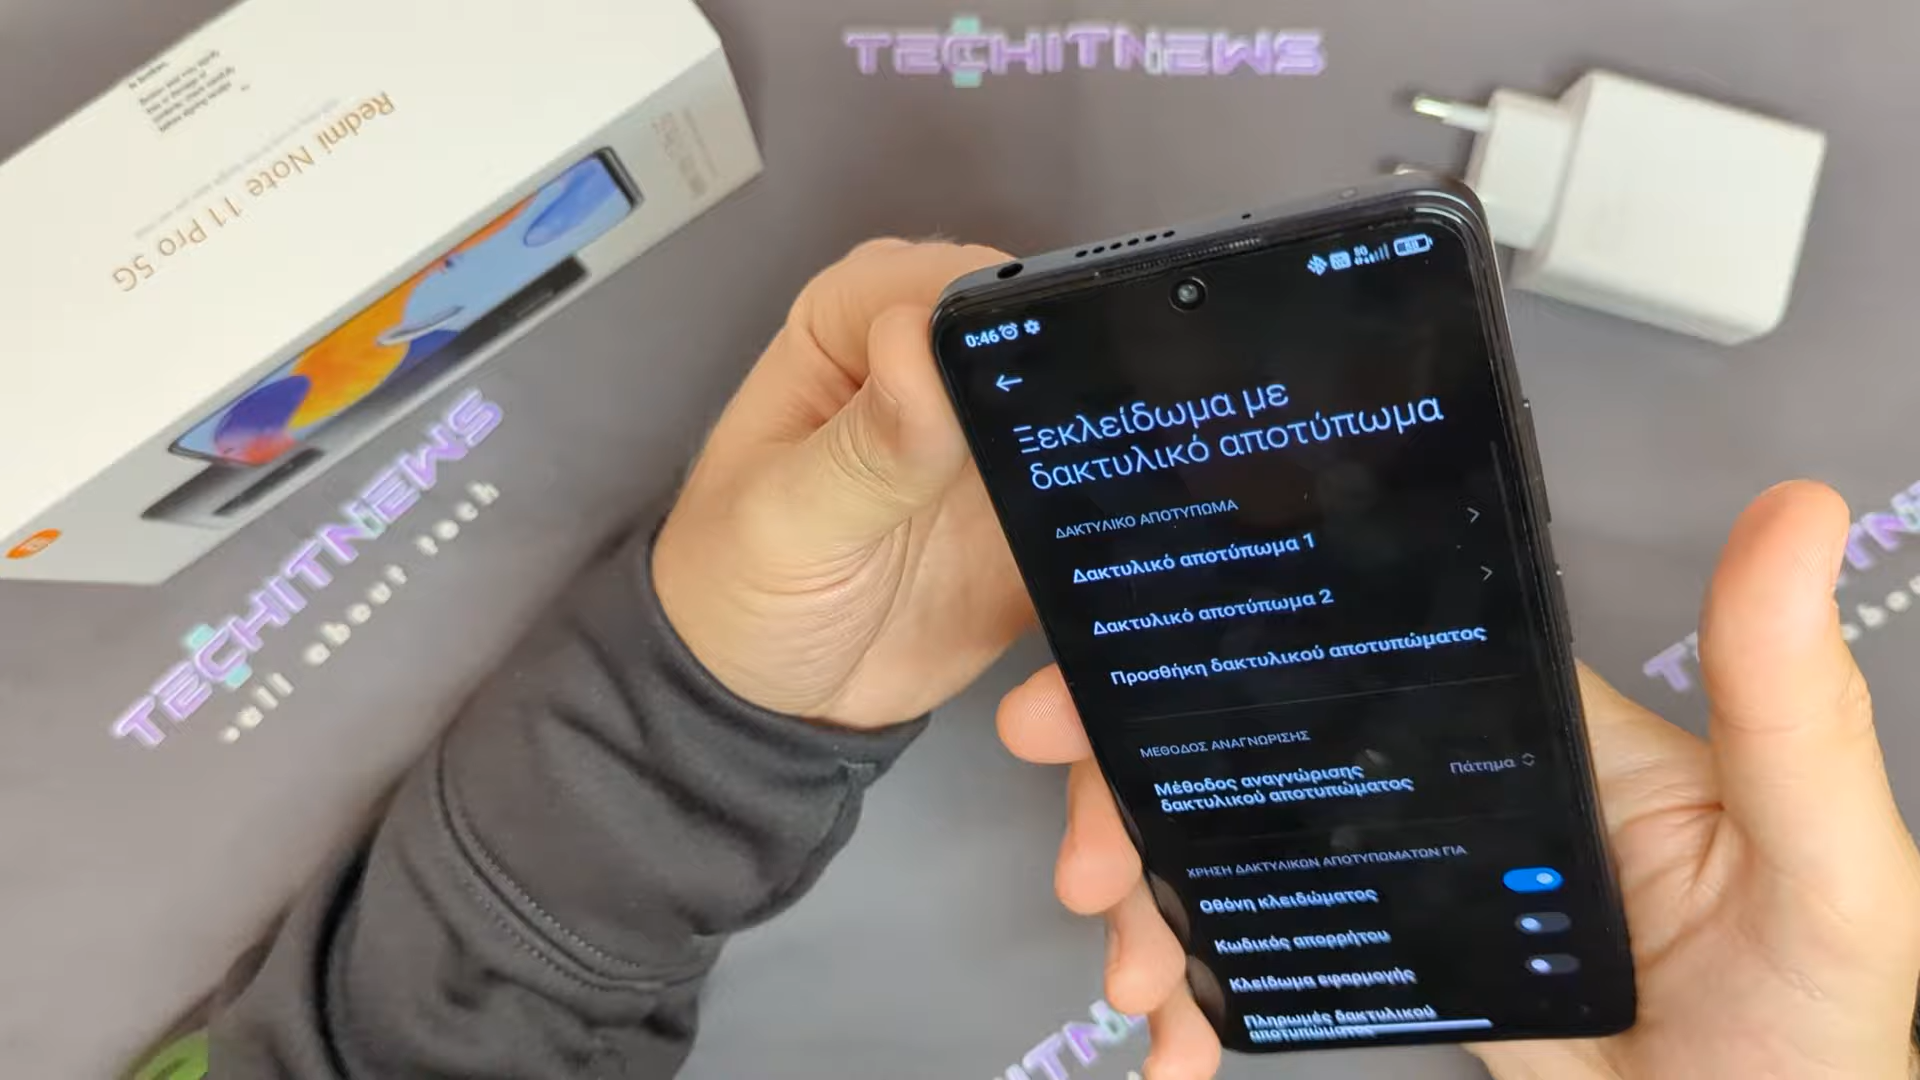 TECHITNEWS
Redmi Note 11 Pro 5G
TECHITNEWS
..all about tech
0:46
Ξεκλείδωμα με
δακτυλικό αποτύπωμα
ΔΑΚΤΥΛΙΚΟ ΑΠΟΤΥΠΩΜΑ
Δακτυλικό αποτύπωμα 1
Δακτυλικό αποτύπωμα 2
Προσθήκη δακτυλικού αποτυπώματος
ΜΕΘΟΔΟΣ ΑΝΑΓΝΩΡΙΣΗΣ
Μέθοδος αναγνώρισης
δακτυλικού αποτυπώματος
Πάτημα
ΧΡΗΣΗ ΔΑΚΤΥΛΙΚΩΝ ΑΠΟΤΥΠΩΜΑΤΩΝ ΓΙΑ
Οθόνη κλειδώματος
Κωδικός απορρήτου
Κλείδωμα εφαρμογής
Πληρωμές δακτυλικού
αποτυπώματος